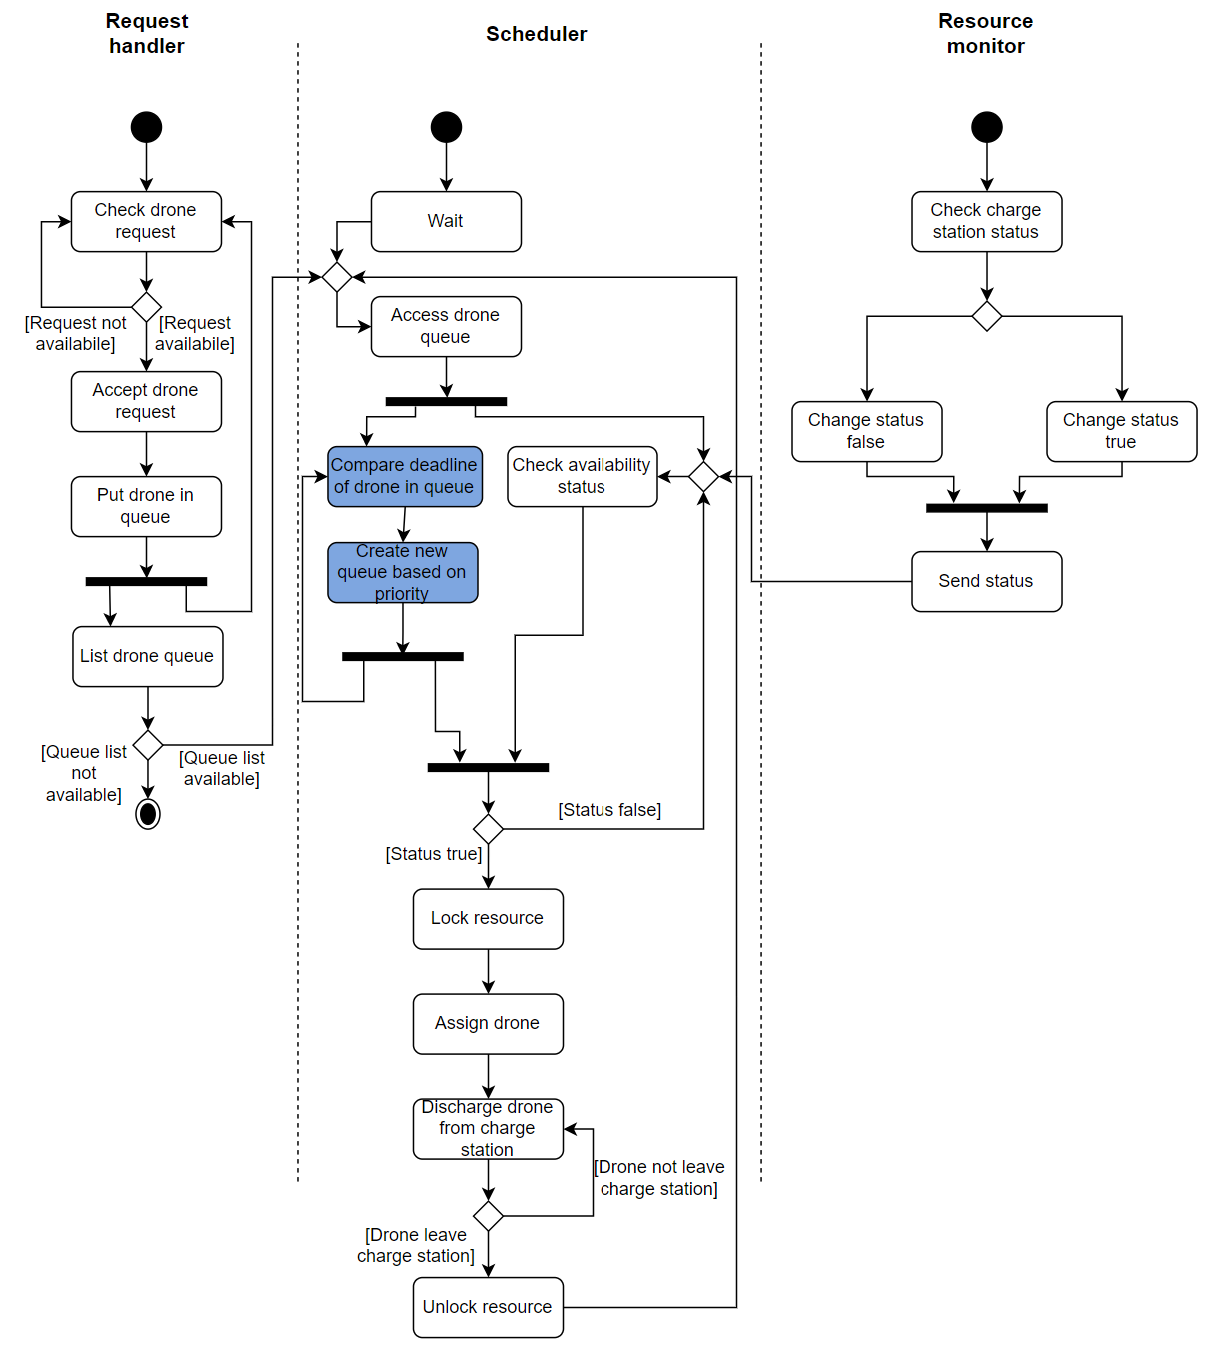 Request
handler
Scheduler
Resource
monitor
Check drone
request
[Request not
availabile]
[Request
availabile]
Accept drone
request
Put drone in
queue
List drone queue
[Queue list
not
available]
[Queue list
available]
Wait
Access drone
queue
Compare deadline
of drone in queue
Check availability
status
Create new
queue based on
priority
[Status false]
[Status true]
Lock resource
Assign drone
Discharge drone
from charge
station
[Drone not leave
charge station]
[Drone leave
charge station]
Unlock resource
Check charge
station status
Change status
false
Change status
true
Send status